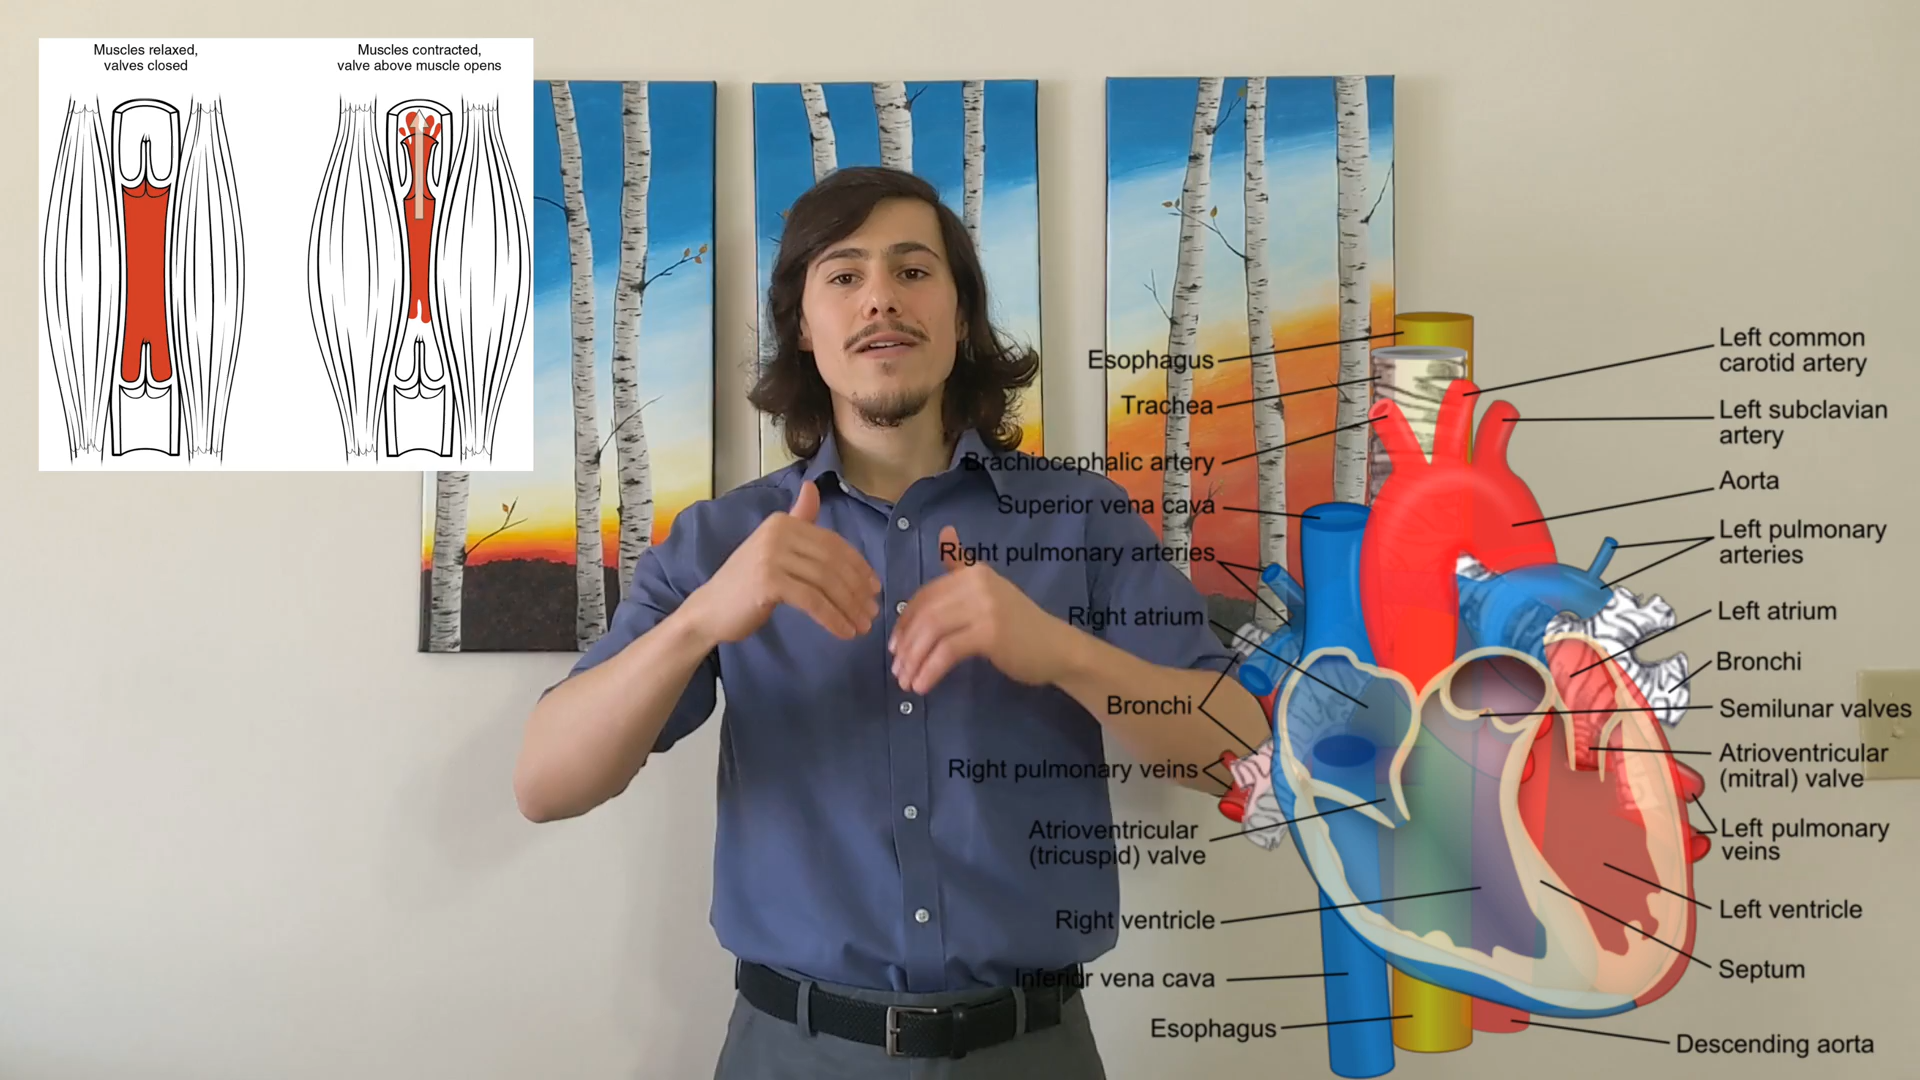 Muscles relaxed,
valves closed
Muscles contracted,
valve above muscle opens
Esophagus
Trachea
Brachiocephalic artery
Superior vena cava
Right pulmonary arteries
Right atrium
Bronchi
Right pulmonary veins
Atrioventricular
(tricuspid) valve
Right ventricle
Inferior vena cava
Esophagus
Left common
carotid artery
Left subclavian
artery
Aorta
Left pulmonary
arteries
Left atrium
Bronchi
Semilunar valves
Atrioventricular
(mitral) valve
Left pulmonary
veins
Left ventricle
Septum
Descending aorta